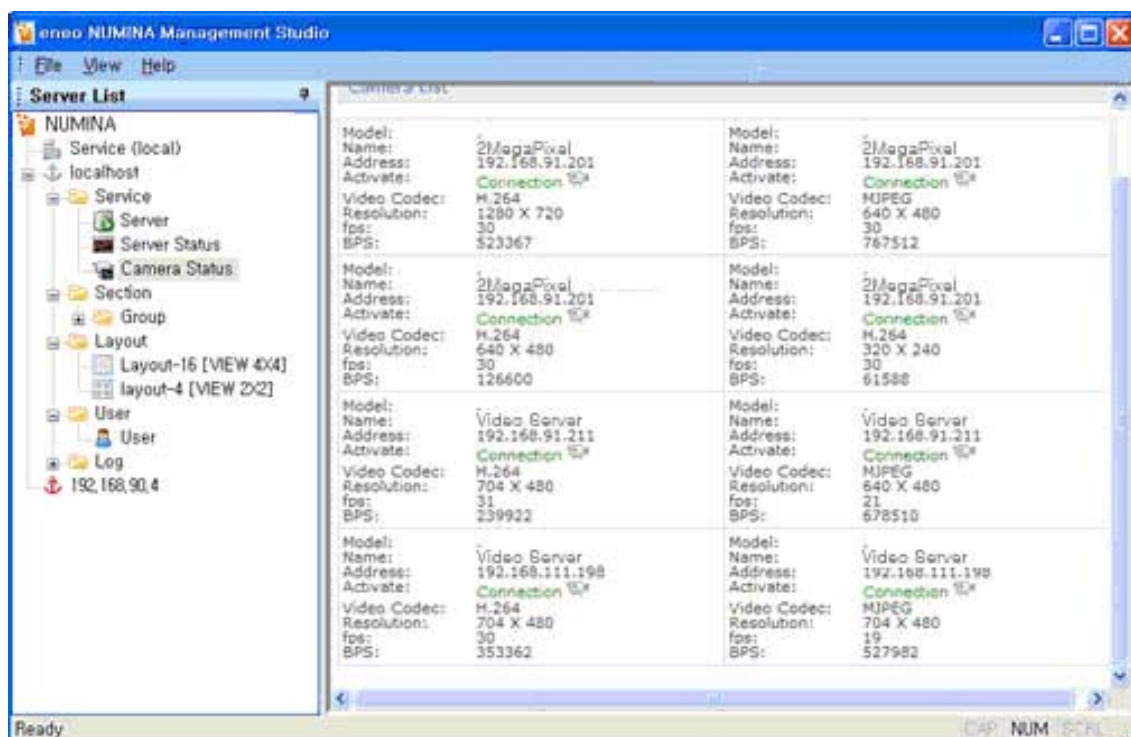 eneo NUMINA Management Studio
File View Help
Server List
NUMINA
Service (local)
localhost
Service
Server
Server Status
Camera Status
Section
Group
Layout
Layout-16 [VIEW 4X4]
layout-4 [VIEW 2X2]
User
User
Log
192,168,90,4
Camera List
Model: .
Name: 2MegaPixel
Address: 192.168.91.201
Activate: Connection
Video Codec: H.264
Resolution: 1280 X 720
fps: 30
BPS: 523367
Model: .
Name: 2MegaPixel
Address: 192.168.91.201
Activate: Connection
Video Codec: MJPEG
Resolution: 640 X 480
fps: 30
BPS: 767512
Model: .
Name: 2MegaPixel
Address: 192.168.91.201
Activate: Connection
Video Codec: H.264
Resolution: 640 X 480
fps: 30
BPS: 126600
Model: .
Name: 2MegaPixel
Address: 192.168.91.201
Activate: Connection
Video Codec: H.264
Resolution: 320 X 240
fps: 30
BPS: 61588
Model: .
Name: Video Server
Address: 192.168.91.211
Activate: Connection
Video Codec: H.264
Resolution: 704 X 480
fps: 31
BPS: 239922
Model: .
Name: Video Server
Address: 192.168.91.211
Activate: Connection
Video Codec: MJPEG
Resolution: 640 X 480
fps: 21
BPS: 678510
Model: .
Name: Video Server
Address: 192.168.111.198
Activate: Connection
Video Codec: H.264
Resolution: 704 X 480
fps: 30
BPS: 353362
Model: .
Name: Video Server
Address: 192.168.111.198
Activate: Connection
Video Codec: MJPEG
Resolution: 704 X 480
fps: 19
BPS: 527982
Ready
CAP NUM SCRL